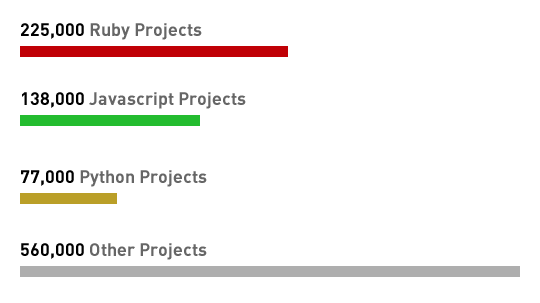 225,000 Ruby Projects
138,000 Javascript Projects
77,000 Python Projects
560,000 Other Projects